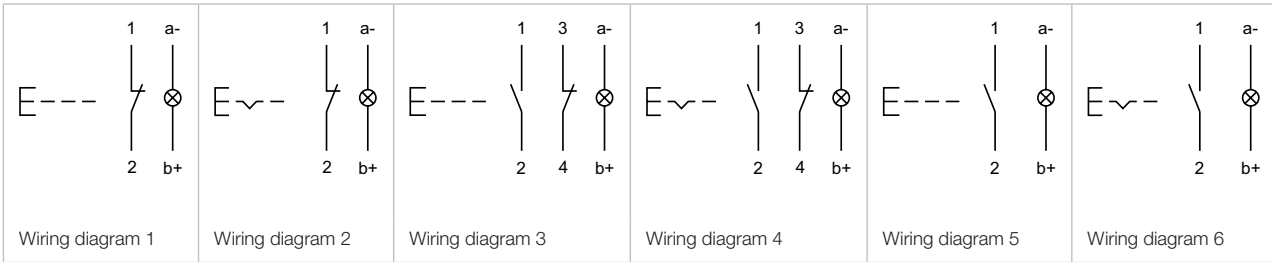 1 a-
2 b+
Wiring diagram 1
1 a-
2 b+
Wiring diagram 2
1 3 a-
2 4 b+
Wiring diagram 3
1 3 a-
2 4 b+
Wiring diagram 4
1 a-
2 b+
Wiring diagram 5
1 a-
2 b+
Wiring diagram 6